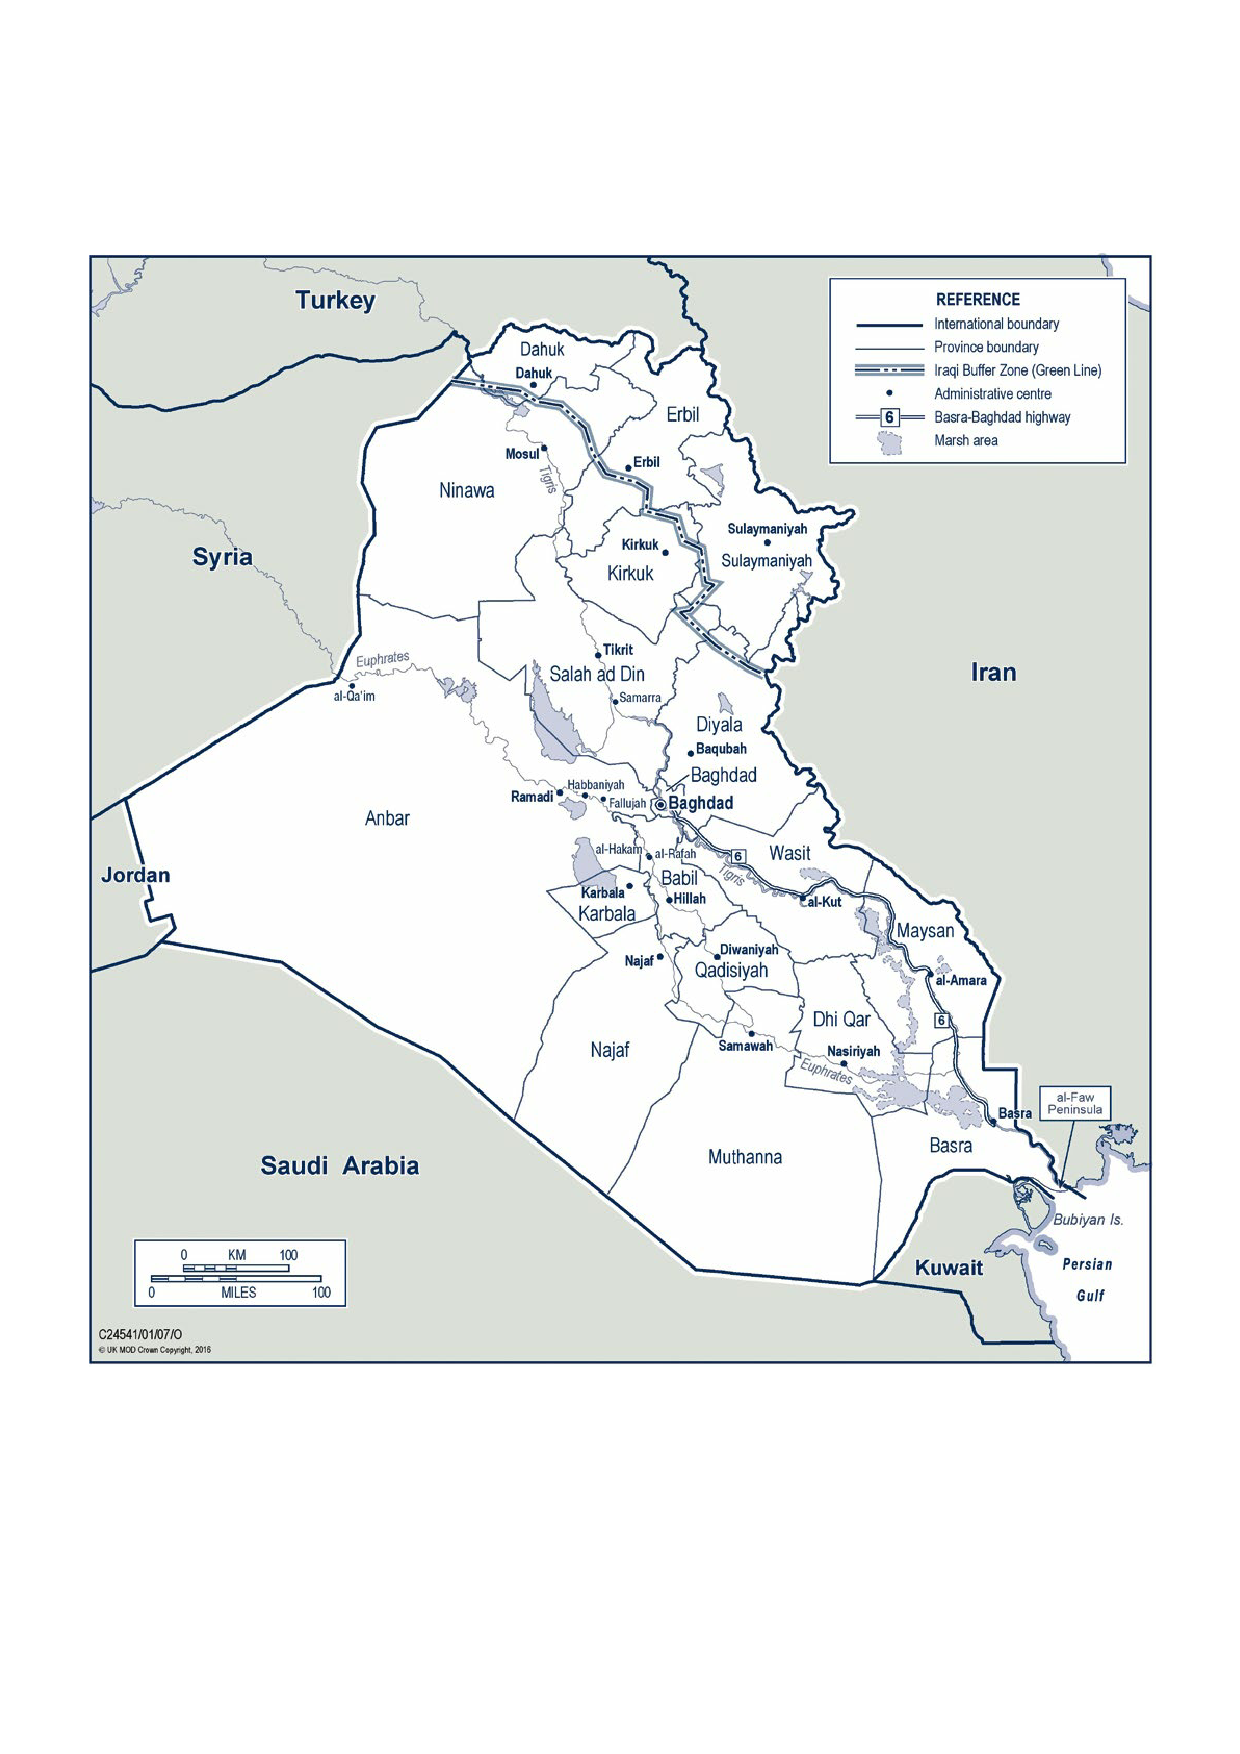 Turkey
REFERENCE
International boundary
Province boundary
Iraqi Buffer Zone (Green Line)
Administrative centre
6
Basra-Baghdad highway
Marsh area
Dahuk
Dahuk
Erbil
Mosul
Erbil
Tigris
Ninawa
Sulaymaniyah
Kirkuk
Syria
Sulaymaniyah
Kirkuk
Tikrit
Euphrates
Iran
Salah ad Din
al-Qa'im
Samarra
Diyala
Baqubah
Baghdad
Habbaniyah
Ramadi
Fallujah
Baghdad
Anbar
al-Hakam
al-Rafah
6
Wasit
Jordan
Tigris
Babil
Karbala
Hillah
al-Kut
Karbala
Maysan
Diwaniyah
Najaf
Qadisiyah
al-Amara
Dhi Qar
6
Samawah
Nasiriyah
Najaf
Euphrates
al-Faw
Peninsula
Basra
Basra
Muthanna
Saudi Arabia
Bubiyan Is.
Kuwait
Persian
Gulf
0 KM 100
0 MILES 100
C24541/01/07/O
© UK MOD Crown Copyright, 2016